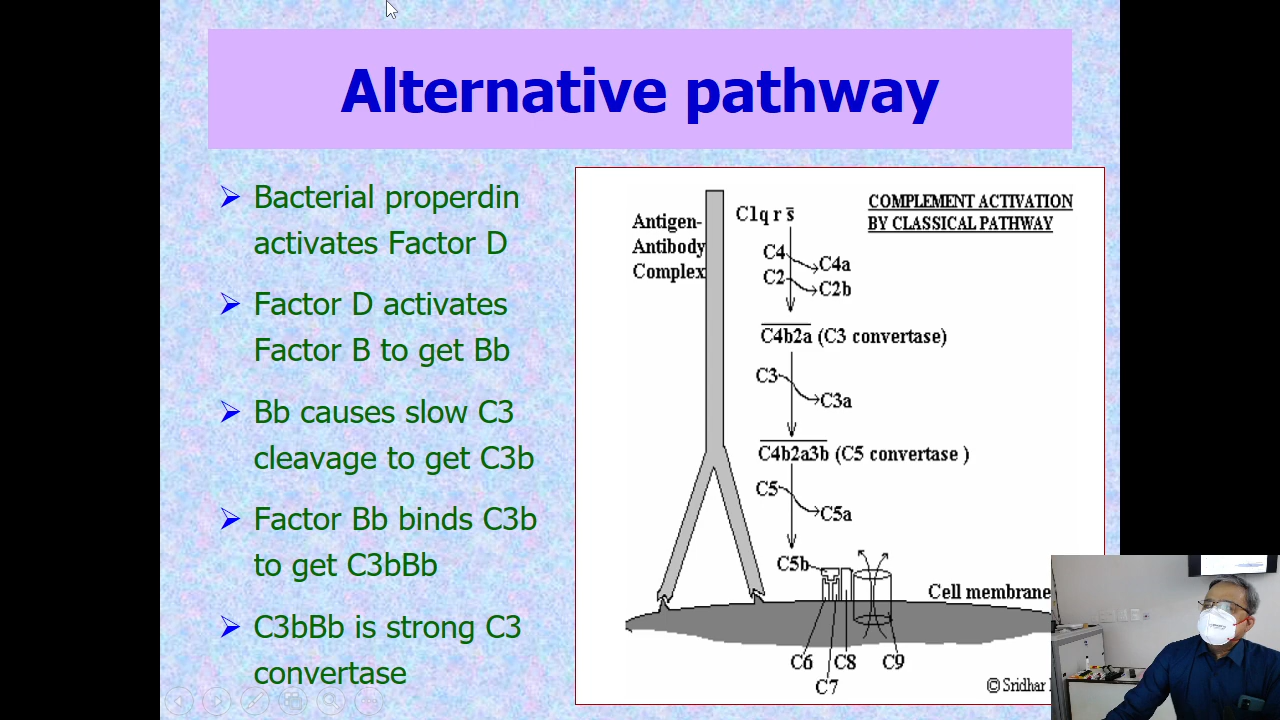 Alternative pathway
Bacterial properdin
activates Factor D
Factor D activates
Factor B to get Bb
Bb causes slow C3
cleavage to get C3b
Factor Bb binds C3b
to get C3bBb
C3bBb is strong C3
convertase
COMPLEMENT ACTIVATION
BY CLASSICAL PATHWAY
Antigen-
Antibody
Complex
C1q r s̅
C4
C4a
C2
C2b
C4b2a (C3 convertase)
C3
C3a
C4b2a3b (C5 convertase )
C5
C5a
C5b
Cell membrane
C6
C8
C9
C7
© Sridhar